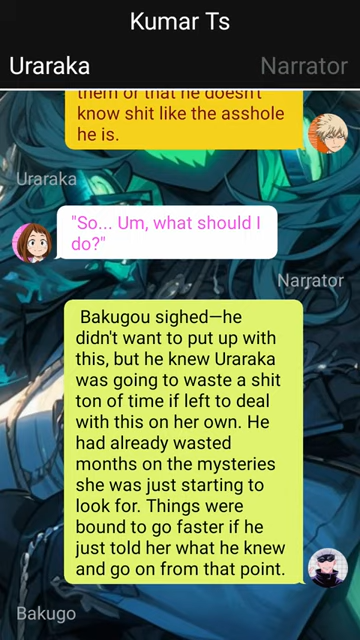 Kumar Ts
Uraraka Narrator
them or that he doesn't
know shit like the asshole
he is.
Uraraka
"So... Um, what should I
do?"
Narrator
Bakugou sighed—he
didn't want to put up with
this, but he knew Uraraka
was going to waste a shit
ton of time if left to deal
with this on her own. He
had already wasted
months on the mysteries
she was just starting to
look for. Things were
bound to go faster if he
just told her what he knew
and go on from that point.
Bakugo